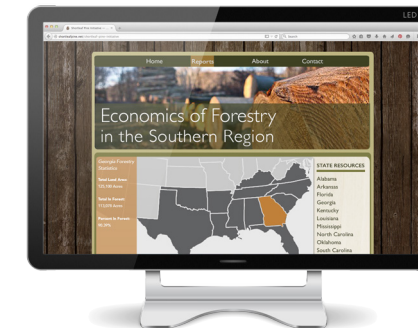 LED
Search
Home Reports About Contact
Economics of Forestry
in the Southern Region
Georgia Forestry
Statistics
Total Land Area:
Total in Forest:
Percent in Forest:
STATE RESOURCES
Alabama
Arkansas
Florida
Georgia
Kentucky
Louisiana
Mississippi
North Carolina
Oklahoma
South Carolina